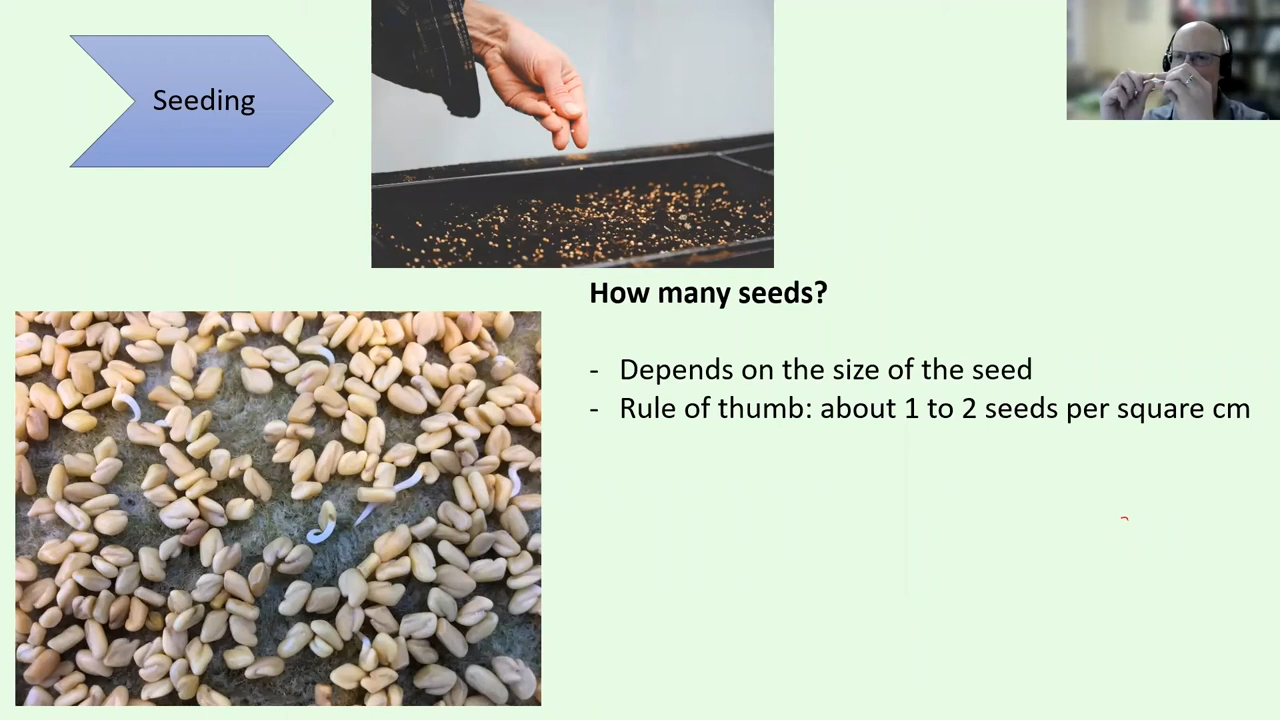 Seeding
How many seeds?
- Depends on the size of the seed
- Rule of thumb: about 1 to 2 seeds per square cm